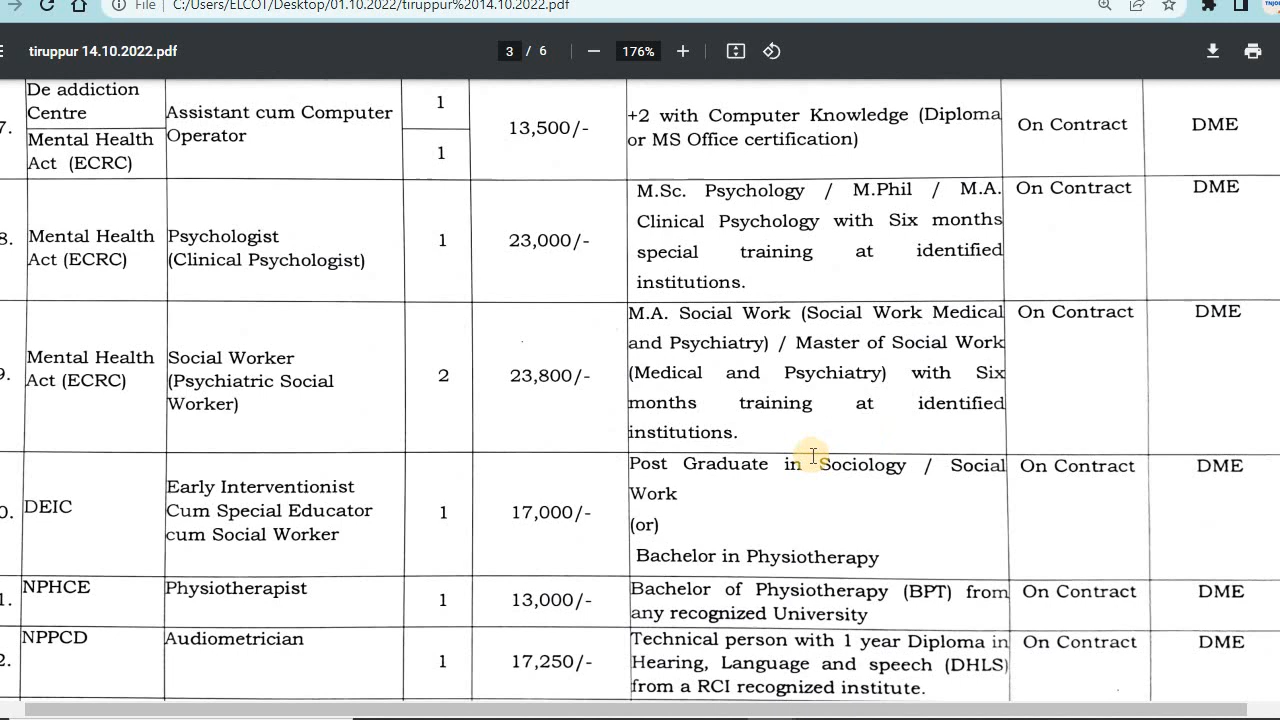 File | C:/Users/ELCOT/Desktop/01.10.2022/tiruppur%2014.10.2022.pdf
tiruppur 14.10.2022.pdf
3 / 6
176%
De addiction
Centre
7.
Mental Health
Act (ECRC)
Assistant cum Computer
Operator
1
1
13,500/-
+2 with Computer Knowledge (Diploma
or MS Office certification)
On Contract
DME
8.
Mental Health
Act (ECRC)
Psychologist
(Clinical Psychologist)
1
23,000/-
M.Sc. Psychology / M.Phil / M.A.
Clinical Psychology with Six months
special training at identified
institutions.
On Contract
DME
9.
Mental Health
Act (ECRC)
Social Worker
(Psychiatric Social
Worker)
2
23,800/-
M.A. Social Work (Social Work Medical
and Psychiatry) / Master of Social Work
(Medical and Psychiatry) with Six
months training at identified
institutions.
On Contract
DME
0.
DEIC
Early Interventionist
Cum Special Educator
cum Social Worker
1
17,000/-
Post Graduate in Sociology / Social
Work
(or)
Bachelor in Physiotherapy
On Contract
DME
1.
NPHCE
Physiotherapist
1
13,000/-
Bachelor of Physiotherapy (BPT) from
any recognized University
On Contract
DME
2.
NPPCD
Audiometrician
1
17,250/-
Technical person with 1 year Diploma in
Hearing, Language and speech (DHLS)
from a RCI recognized institute.
On Contract
DME